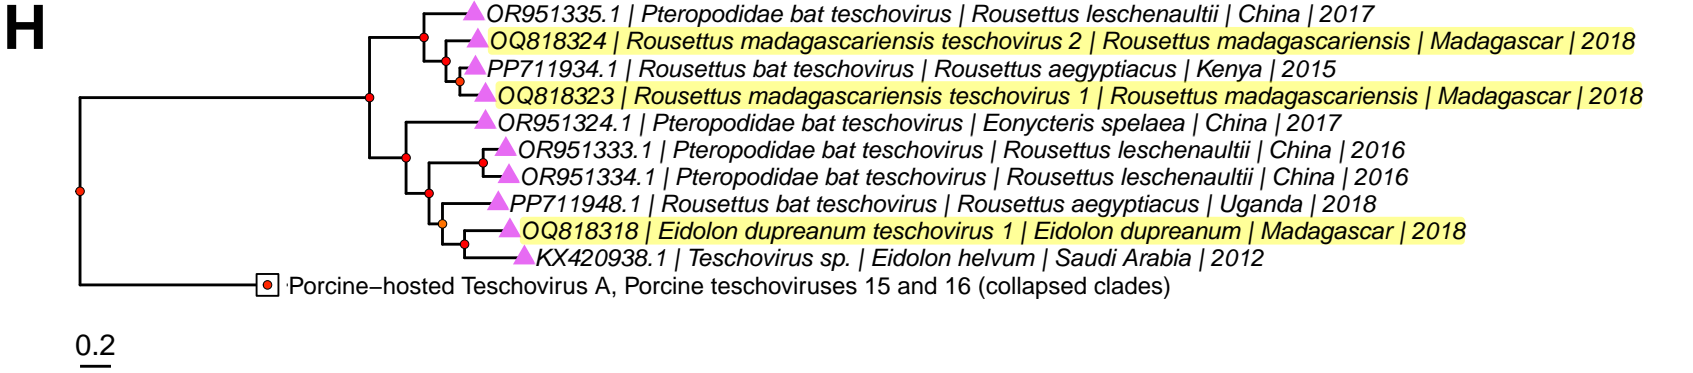 H
OR951335.1 | Pteropodidae bat teschovirus | Rousettus leschenaultii | China | 2017
OQ818324 | Rousettus madagascariensis teschovirus 2 | Rousettus madagascariensis | Madagascar | 2018
PP711934.1 | Rousettus bat teschovirus | Rousettus aegyptiacus | Kenya | 2015
OQ818323 | Rousettus madagascariensis teschovirus 1 | Rousettus madagascariensis | Madagascar | 2018
OR951324.1 | Pteropodidae bat teschovirus | Eonycteris spelaea | China | 2017
OR951333.1 | Pteropodidae bat teschovirus | Rousettus leschenaultii | China | 2016
OR951334.1 | Pteropodidae bat teschovirus | Rousettus leschenaultii | China | 2016
PP711948.1 | Rousettus bat teschovirus | Rousettus aegyptiacus | Uganda | 2018
OQ818318 | Eidolon dupreanum teschovirus 1 | Eidolon dupreanum | Madagascar | 2018
KX420938.1 | Teschovirus sp. | Eidolon helvum | Saudi Arabia | 2012
Porcine−hosted Teschovirus A, Porcine teschoviruses 15 and 16 (collapsed clades)
0.2